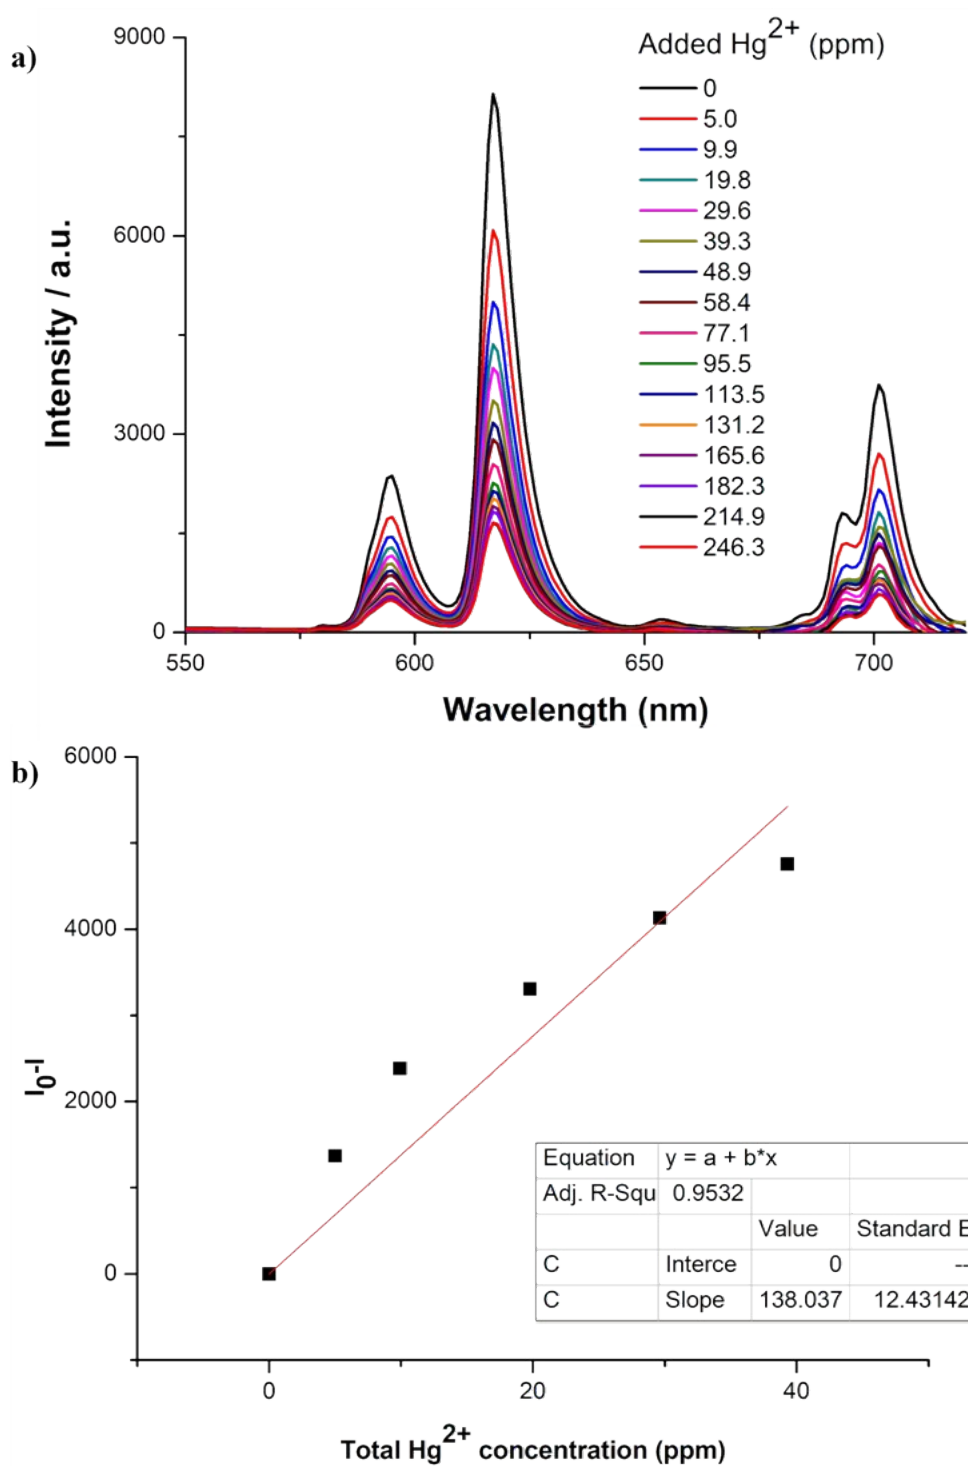 a)
9000
6000
3000
0
Intensity / a.u.
550
600
650
700
Wavelength (nm)
Added Hg2+ (ppm)
0
5.0
9.9
19.8
29.6
39.3
48.9
58.4
77.1
95.5
113.5
131.2
165.6
182.3
214.9
246.3
b)
6000
4000
2000
0
I0-I
0
20
40
Total Hg2+ concentration (ppm)
Equation y = a + b*x
Adj. R-Squ 0.9532
Value Standard E
C Interce 0 --
C Slope 138.037 12.43142